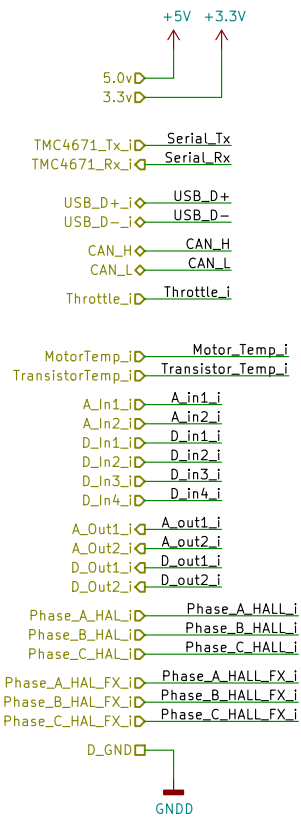 +5V +3.3V
5.0v
3.3v
TMC4671_Tx_i Serial_Tx
TMC4671_Rx_i Serial_Rx
USB_D+_i USB_D+
USB_D-_i USB_D-
CAN_H CAN_H
CAN_L CAN_L
Throttle_i Throttle_i
MotorTemp_i Motor_Temp_i
TransistorTemp_i Transistor_Temp_i
A_In1_i A_in1_i
A_In2_i A_in2_i
D_In1_i D_in1_i
D_In2_i D_in2_i
D_In3_i D_in3_i
D_In4_i D_in4_i
A_Out1_i A_out1_i
A_Out2_i A_out2_i
D_Out1_i D_out1_i
D_Out2_i D_out2_i
Phase_A_HAL_i Phase_A_HALL_i
Phase_B_HAL_i Phase_B_HALL_i
Phase_C_HAL_i Phase_C_HALL_i
Phase_A_HAL_FX_i Phase_A_HALL_FX_i
Phase_B_HAL_FX_i Phase_B_HALL_FX_i
Phase_C_HAL_FX_i Phase_C_HALL_FX_i
D_GND
GNDD